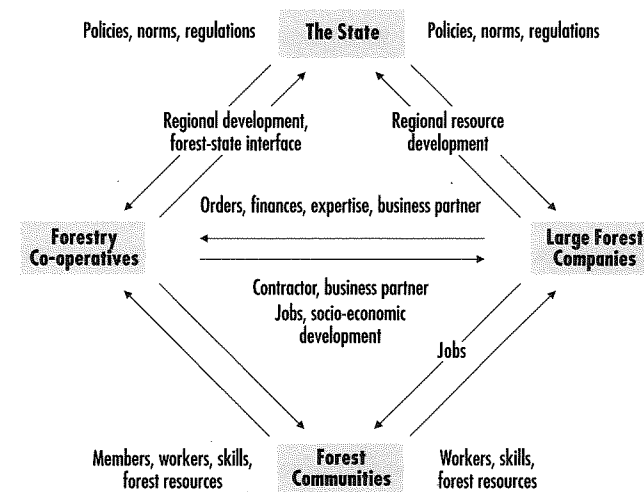 Policies, norms, regulations
The State
Policies, norms, regulations
Regional development,
forest-state interface
Regional resource
development
Orders, finances, expertise, business partner
Forestry
Co-operatives
Large Forest
Companies
Contractor, business partner
Jobs, socio-economic
development
Jobs
Members, workers, skills,
forest resources
Forest
Communities
Workers, skills,
forest resources